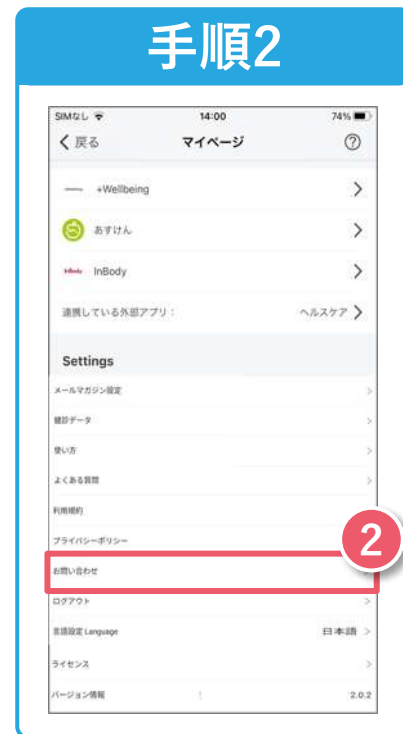 手順2
SIMなし 14:00 74%
戻る マイページ ?
+Wellbeing
あすけん
InBody InBody
連携している外部アプリ： ヘルスケア
Settings
メールマガジン設定
健診データ
使い方
よくある質問
利用規約
プライバシーポリシー
2
お問い合わせ
ログアウト
言語設定 Language 日本語
ライセンス
バージョン情報 2.0.2